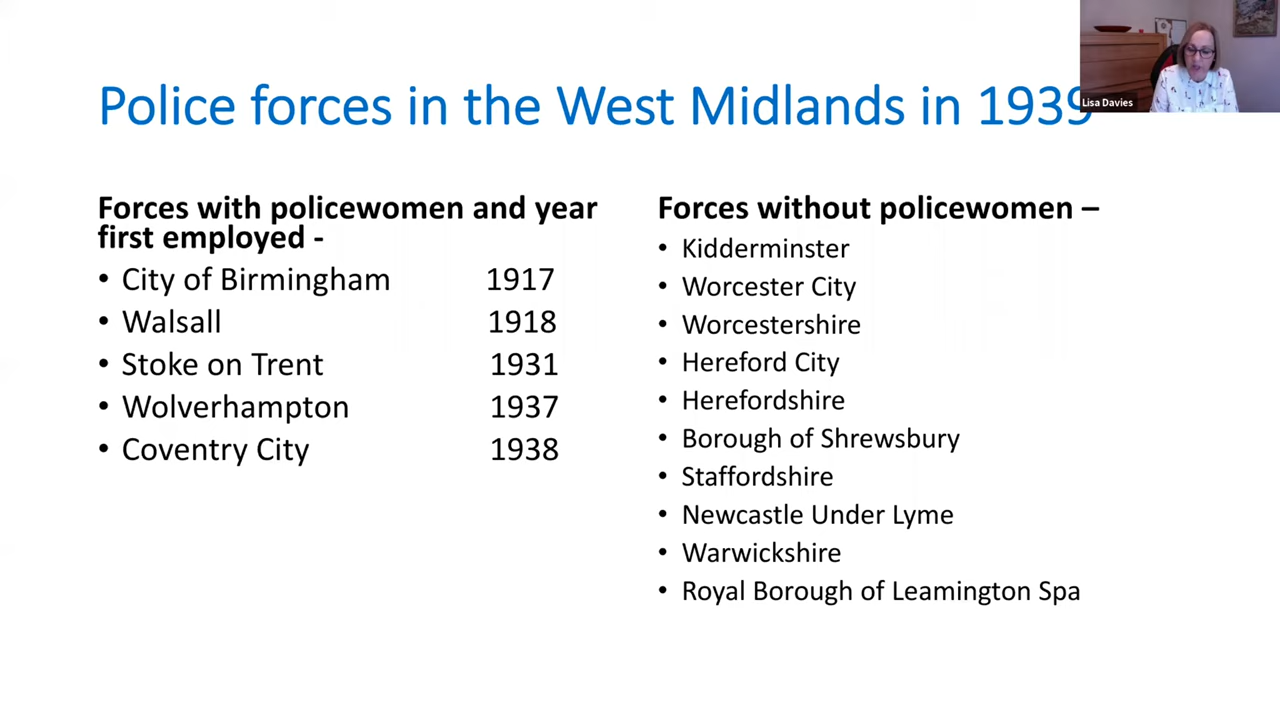 Police forces in the West Midlands in 1939
Lisa Davies
Forces with policewomen and year
first employed -
• City of Birmingham 1917
• Walsall 1918
• Stoke on Trent 1931
• Wolverhampton 1937
• Coventry City 1938
Forces without policewomen –
• Kidderminster
• Worcester City
• Worcestershire
• Hereford City
• Herefordshire
• Borough of Shrewsbury
• Staffordshire
• Newcastle Under Lyme
• Warwickshire
• Royal Borough of Leamington Spa